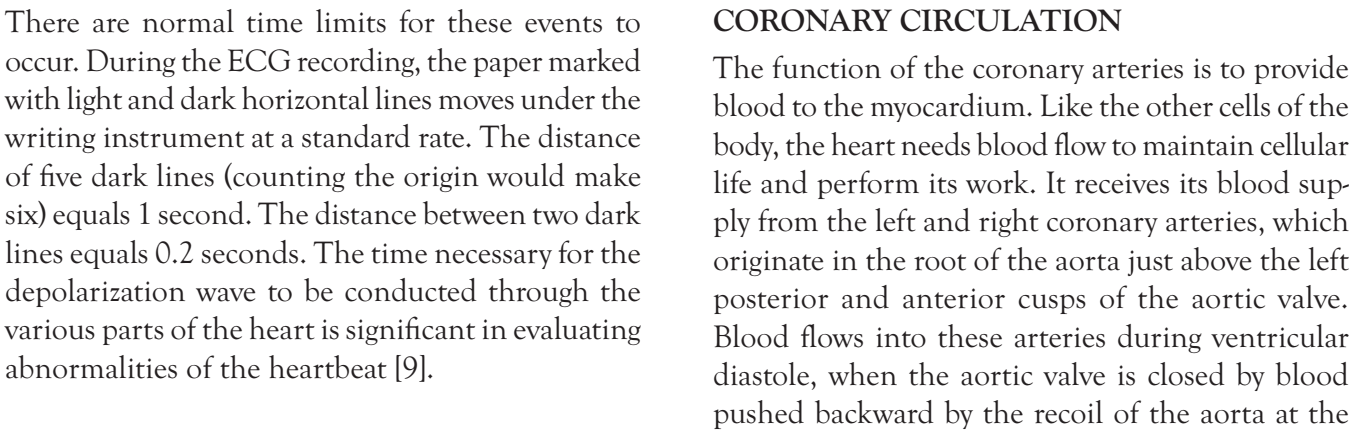 There are normal time limits for these events to
occur. During the ECG recording, the paper marked
with light and dark horizontal lines moves under the
writing instrument at a standard rate. The distance
of five dark lines (counting the origin would make
six) equals 1 second. The distance between two dark
lines equals 0.2 seconds. The time necessary for the
depolarization wave to be conducted through the
various parts of the heart is significant in evaluating
abnormalities of the heartbeat [9].
CORONARY CIRCULATION
The function of the coronary arteries is to provide
blood to the myocardium. Like the other cells of the
body, the heart needs blood flow to maintain cellular
life and perform its work. It receives its blood sup-
ply from the left and right coronary arteries, which
originate in the root of the aorta just above the left
posterior and anterior cusps of the aortic valve.
Blood flows into these arteries during ventricular
diastole, when the aortic valve is closed by blood
pushed backward by the recoil of the aorta at the